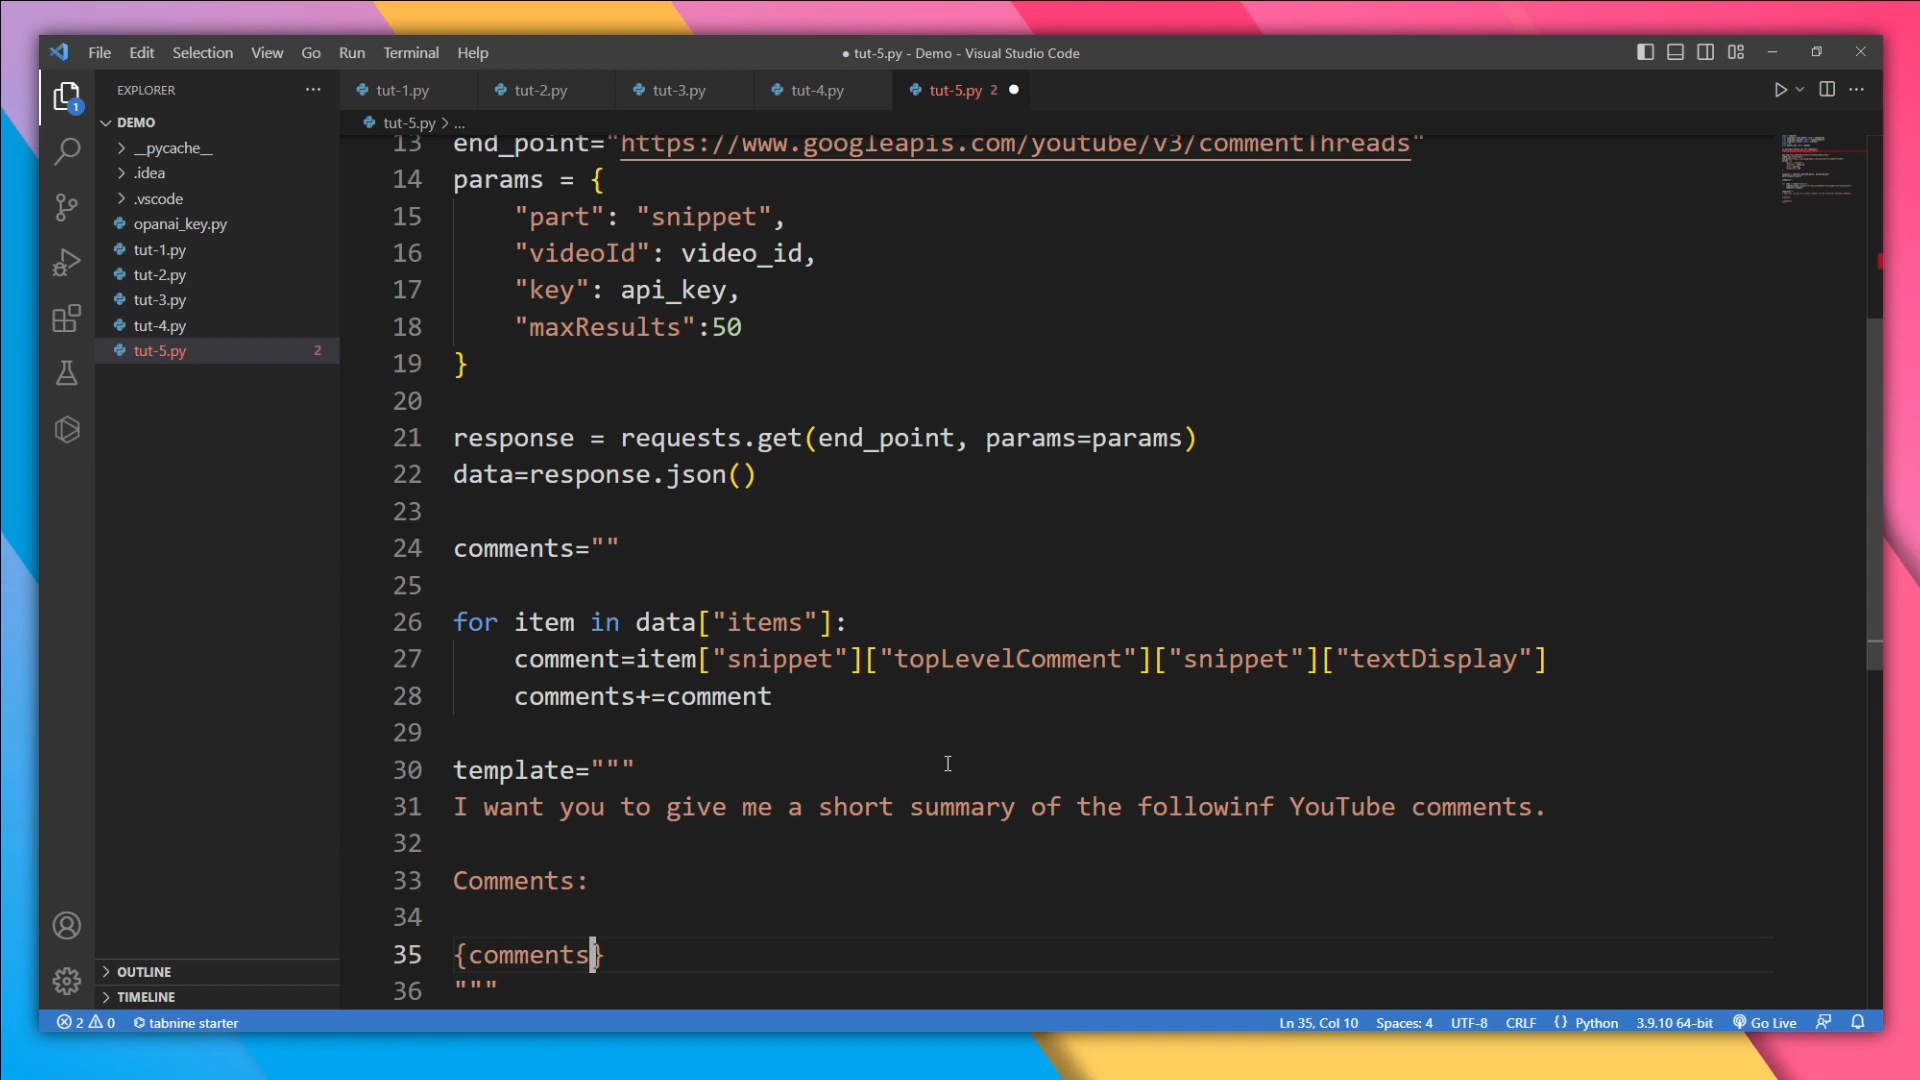 File Edit Selection View Go Run Terminal Help
● tut-5.py - Demo - Visual Studio Code
EXPLORER
tut-1.py tut-2.py tut-3.py tut-4.py tut-5.py 2
DEMO
__pycache__
.idea
.vscode
opanai_key.py
tut-1.py
tut-2.py
tut-3.py
tut-4.py
tut-5.py 2
OUTLINE
TIMELINE
1
tut-5.py > ...
13 end_point="https://www.googleapis.com/youtube/v3/commentThreads"
14 params = {
15 "part": "snippet",
16 "videoId": video_id,
17 "key": api_key,
18 "maxResults":50
19 }
20
21 response = requests.get(end_point, params=params)
22 data=response.json()
23
24 comments=""
25
26 for item in data["items"]:
27 comment=item["snippet"]["topLevelComment"]["snippet"]["textDisplay"]
28 comments+=comment
29
30 template="""
31 I want you to give me a short summary of the followinf YouTube comments.
32
33 Comments:
34
35 {comments}
36 """
2 0 tabnine starter
Ln 35, Col 10 Spaces: 4 UTF-8 CRLF {} Python 3.9.10 64-bit Go Live